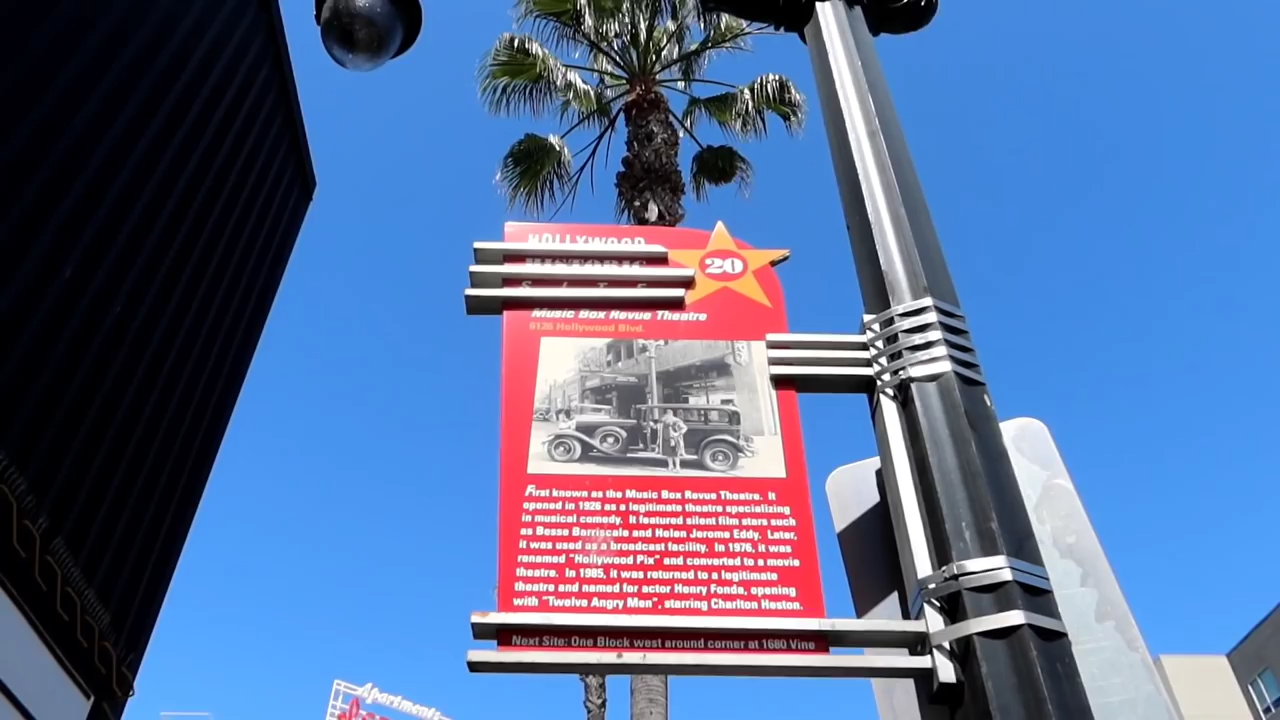 HOLLYWOOD
HISTORIC
SITE
20
Music Box Revue Theatre
6126 Hollywood Blvd.
First known as the Music Box Revue Theatre. It
opened in 1926 as a legitimate theatre specializing
in musical comedy. It featured silent film stars such
as Besse Barriscale and Helen Jerome Eddy. Later,
it was used as a broadcast facility. In 1976, it was
renamed "Hollywood Pix" and converted to a movie
theatre. In 1985, it was returned to a legitimate
theatre and named for actor Henry Fonda, opening
with "Twelve Angry Men", starring Charlton Heston.
Next Site: One Block west around corner at 1680 Vine
Apartments